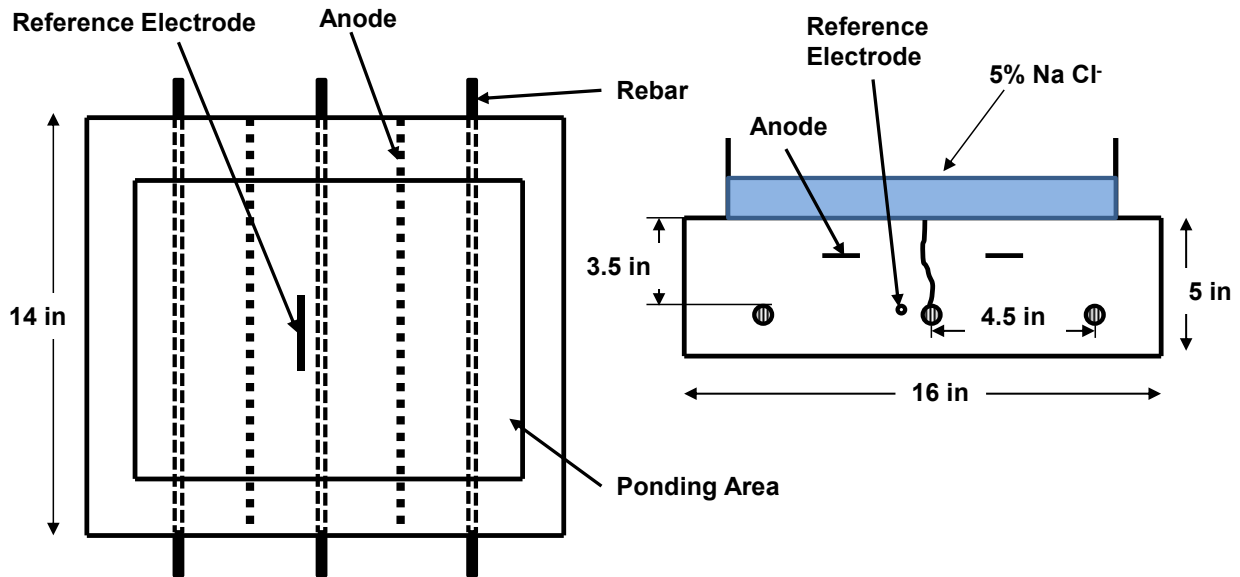 Reference Electrode
Anode
Rebar
14 in
Ponding Area
Reference
Electrode
5% Na Cl-
Anode
3.5 in
4.5 in
5 in
16 in